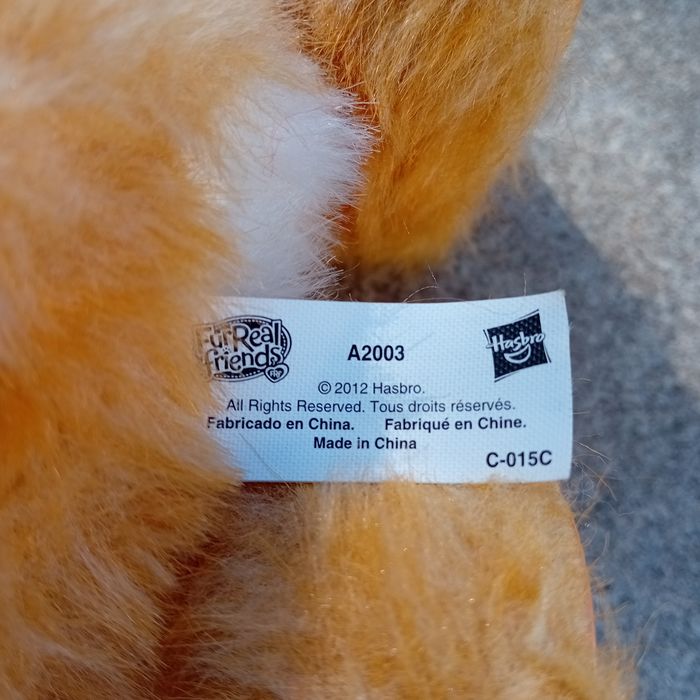 FurReal
friends
A2003
Hasbro
© 2012 Hasbro.
All Rights Reserved. Tous droits réservés.
Fabricado en China. Fabriqué en Chine.
Made in China
C-015C